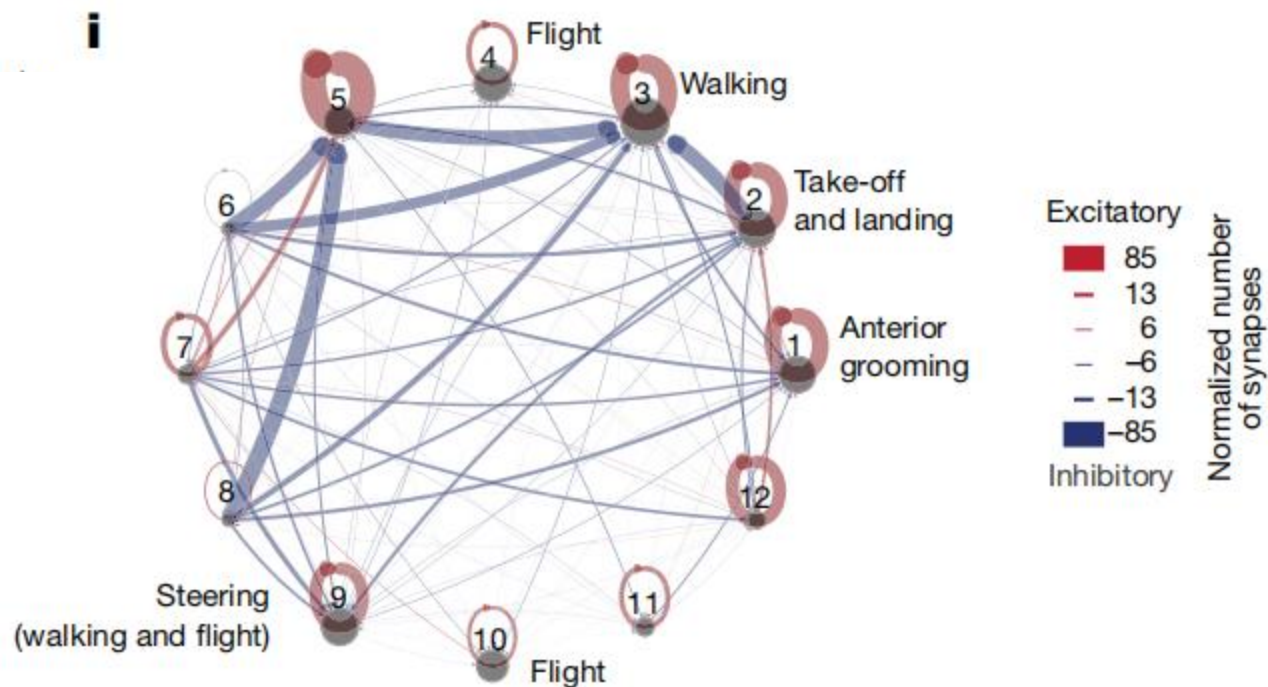 i
4
Flight
5
3
Walking
6
2
Take-off
and landing
7
1
Anterior
grooming
8
12
Steering
(walking and flight)
9
10
Flight
11
Excitatory
85
13
6
−6
−13
−85
Inhibitory
Normalized number
of synapses